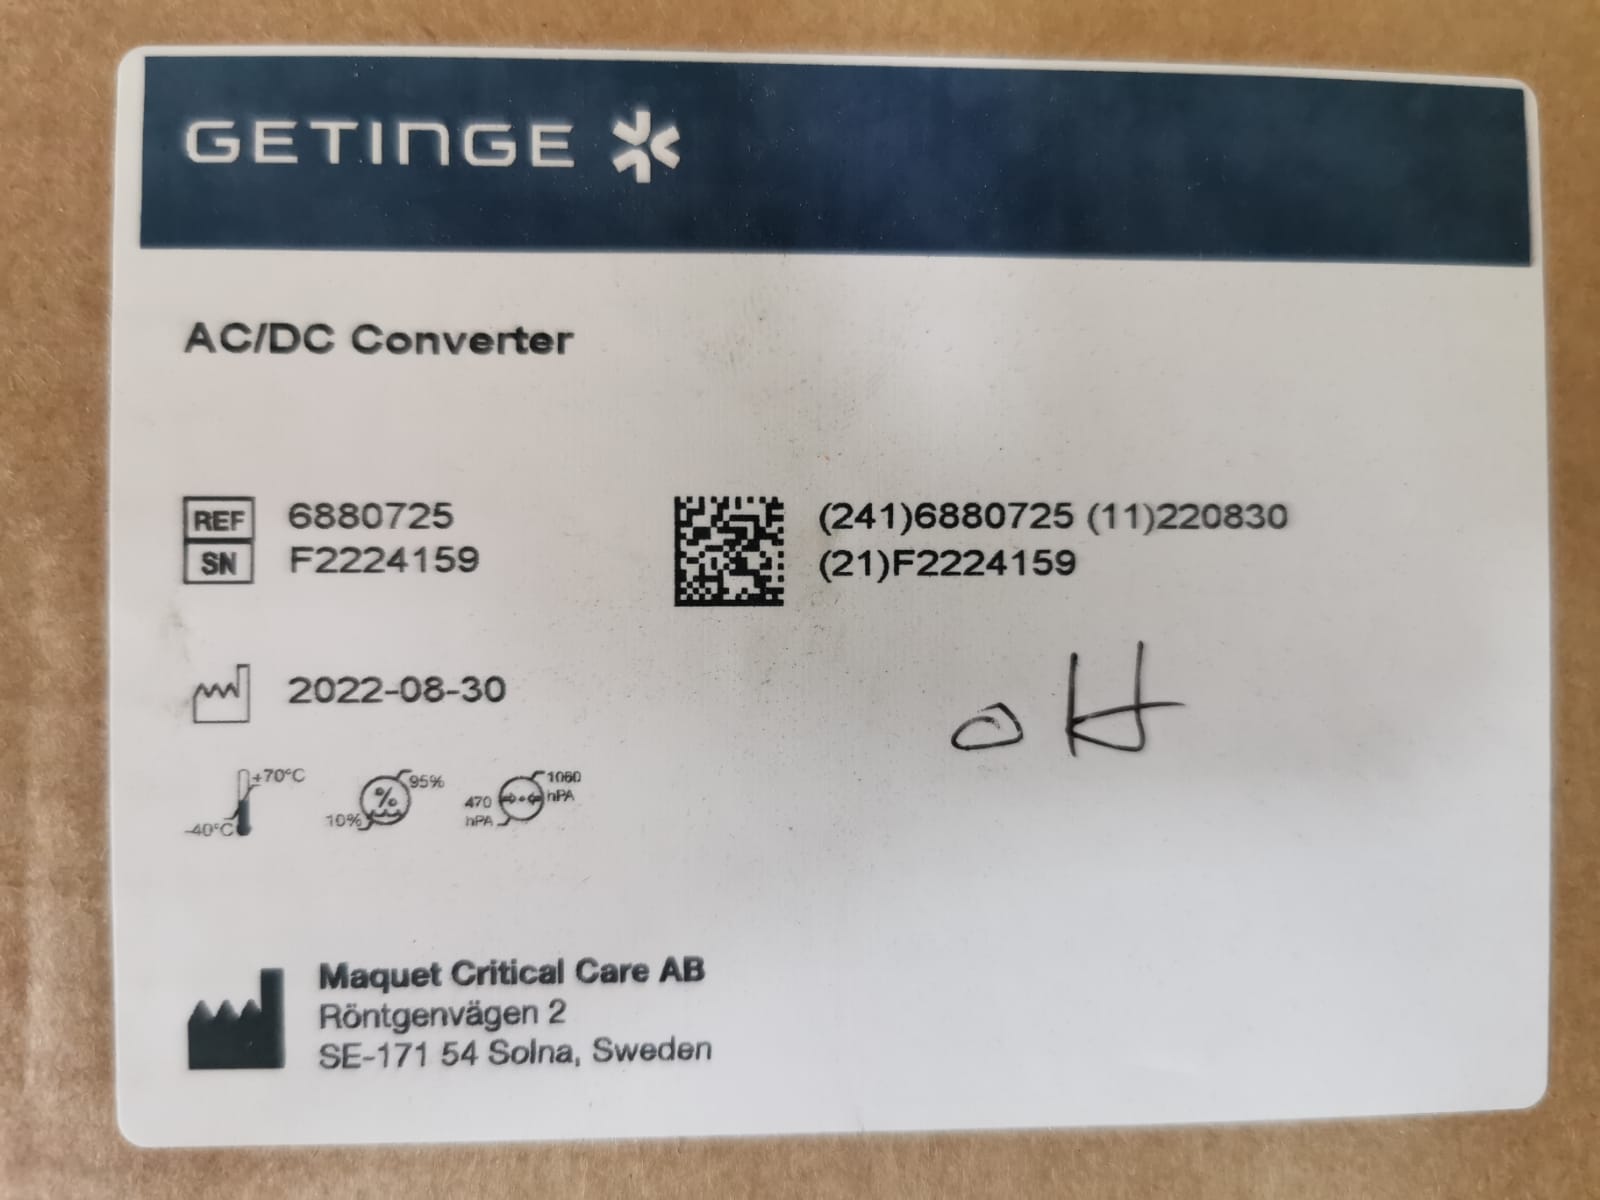 GETINGE
AC/DC Converter
REF 6880725
SN F2224159
(241)6880725 (11)220830
(21)F2224159
2022-08-30
+70°C
-40°C
%
95%
10%
1060
hPA
470
hPA
Maquet Critical Care AB
Röntgenvägen 2
SE-171 54 Solna, Sweden